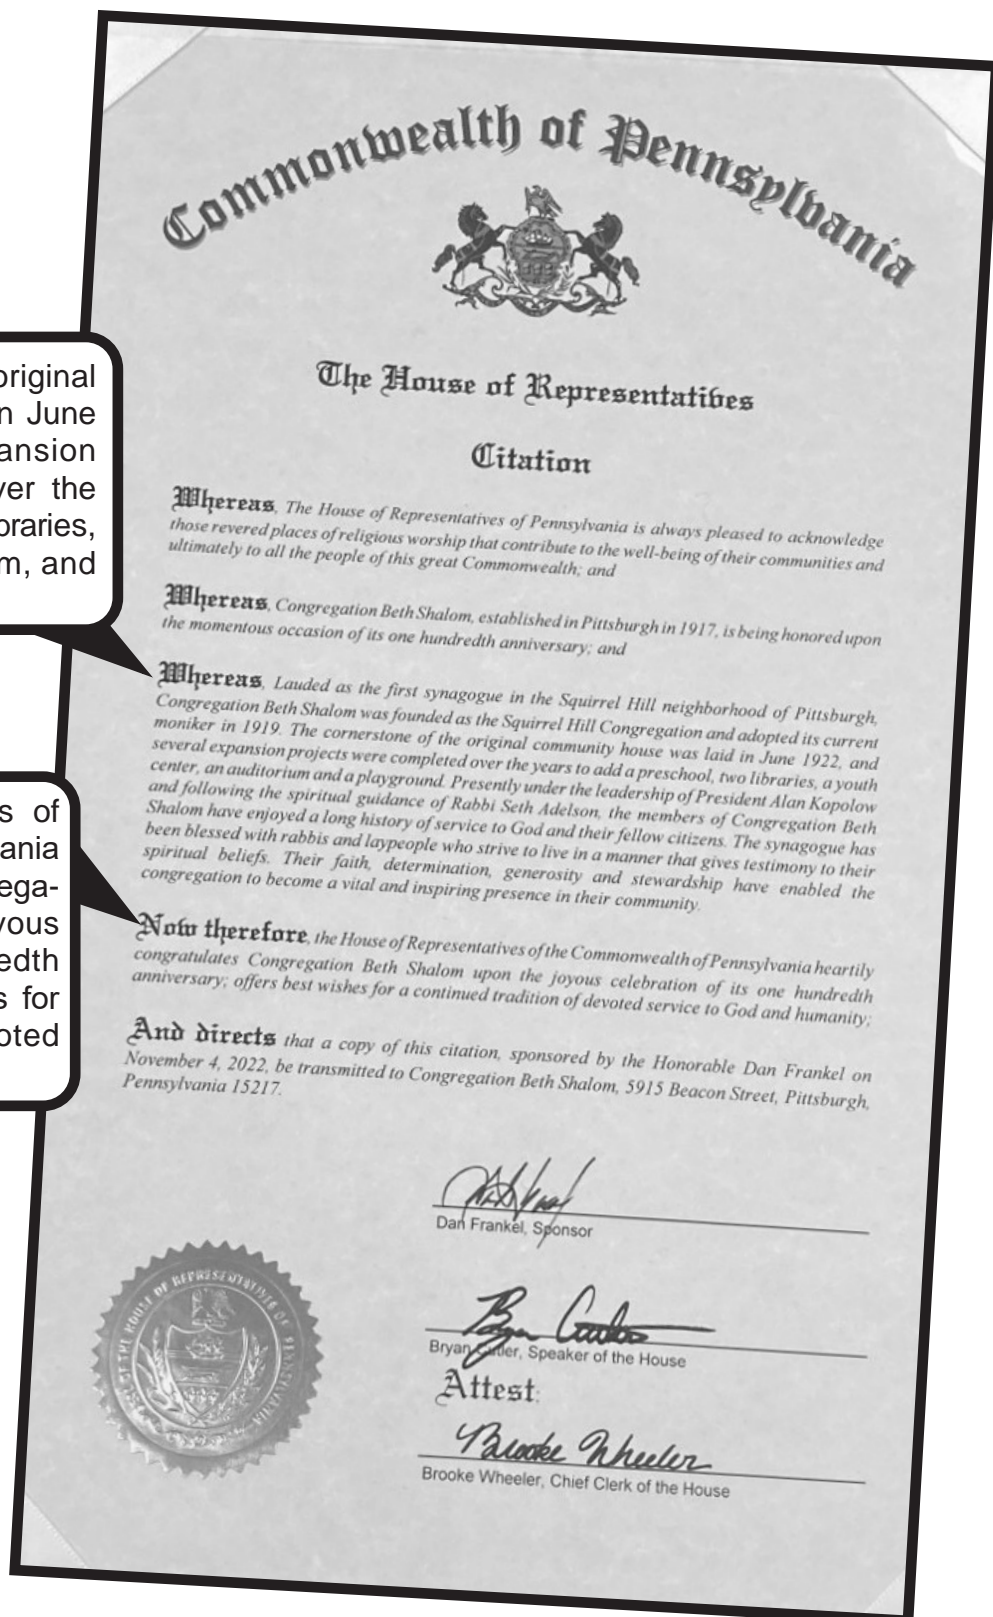 Commonwealth of Pennsylvania
The House of Representatives
Citation
Whereas, The House of Representatives of Pennsylvania is always pleased to acknowledge
those revered places of religious worship that contribute to the well-being of their communities and
ultimately to all the people of this great Commonwealth; and
Whereas, Congregation Beth Shalom, established in Pittsburgh in 1917, is being honored upon
the momentous occasion of its one hundredth anniversary; and
Whereas, Lauded as the first synagogue in the Squirrel Hill neighborhood of Pittsburgh,
Congregation Beth Shalom was founded as the Squirrel Hill Congregation and adopted its current
moniker in 1919. The cornerstone of the original community house was laid in June 1922, and
several expansion projects were completed over the years to add a preschool, two libraries, a youth
center, an auditorium and a playground. Presently under the leadership of President Alan Kopolow
and following the spiritual guidance of Rabbi Seth Adelson, the members of Congregation Beth
Shalom have enjoyed a long history of service to God and their fellow citizens. The synagogue has
been blessed with rabbis and laypeople who strive to live in a manner that gives testimony to their
spiritual beliefs. Their faith, determination, generosity and stewardship have enabled the
congregation to become a vital and inspiring presence in their community.
Now therefore, the House of Representatives of the Commonwealth of Pennsylvania heartily
congratulates Congregation Beth Shalom upon the joyous celebration of its one hundredth
anniversary; offers best wishes for a continued tradition of devoted service to God and humanity;
And directs that a copy of this citation, sponsored by the Honorable Dan Frankel on
November 4, 2022, be transmitted to Congregation Beth Shalom, 5915 Beacon Street, Pittsburgh,
Pennsylvania 15217.
Dan Frankel, Sponsor
Bryan Cutler, Speaker of the House
Attest:
Brooke Wheeler
Brooke Wheeler, Chief Clerk of the House
SEAL OF THE HOUSE OF REPRESENTATIVES OF PENNSYLVANIA
original
n June
ansion
ver the
braries,
m, and
s of
ania
ega-
yous
edth
s for
oted